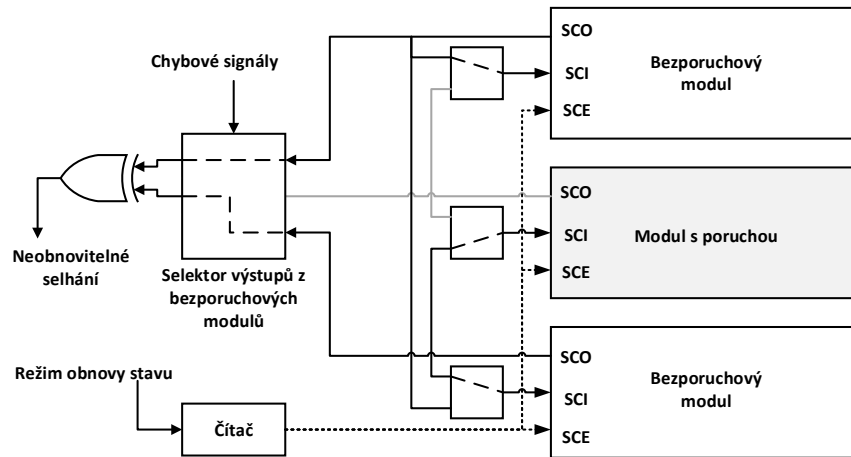 Chybové signály
Neobnovitelné
selhání
Selektor výstupů z
bezporuchových
modulů
Režim obnovy stavu
Čítač
SCO
SCI
SCE
Bezporuchový
modul
SCO
SCI
SCE
Modul s poruchou
SCO
SCI
SCE
Bezporuchový
modul